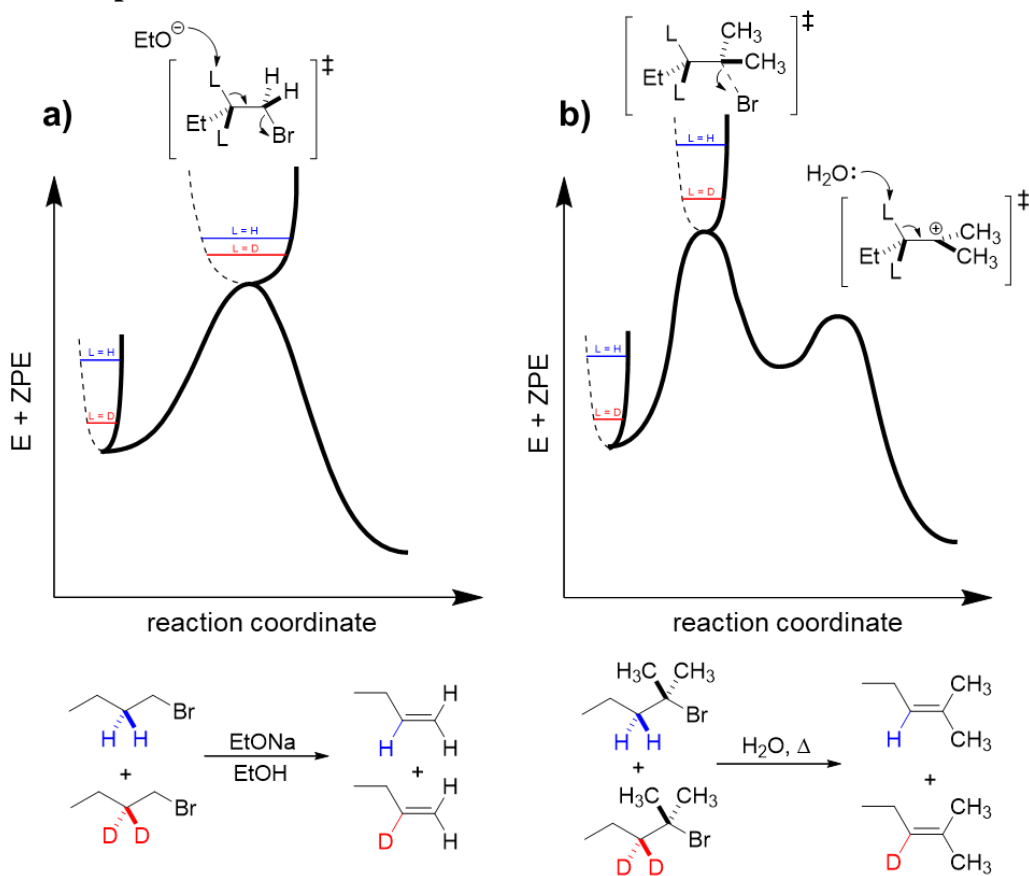 a)
EtO⊖
L
H
H
Et
L
Br
‡
L = H
L = D
L = H
L = D
E + ZPE
reaction coordinate
b)
L
CH₃
CH₃
Et
L
Br
‡
L = H
L = D
H₂O:
L
⊕
CH₃
CH₃
Et
L
‡
L = H
L = D
E + ZPE
reaction coordinate
Br
H H
+
Br
D D
EtONa
EtOH
H
H
H
+
H
D
H
H₃C CH₃
Br
H H
+
H₃C CH₃
Br
D D
H₂O, Δ
CH₃
H
CH₃
+
CH₃
D
CH₃